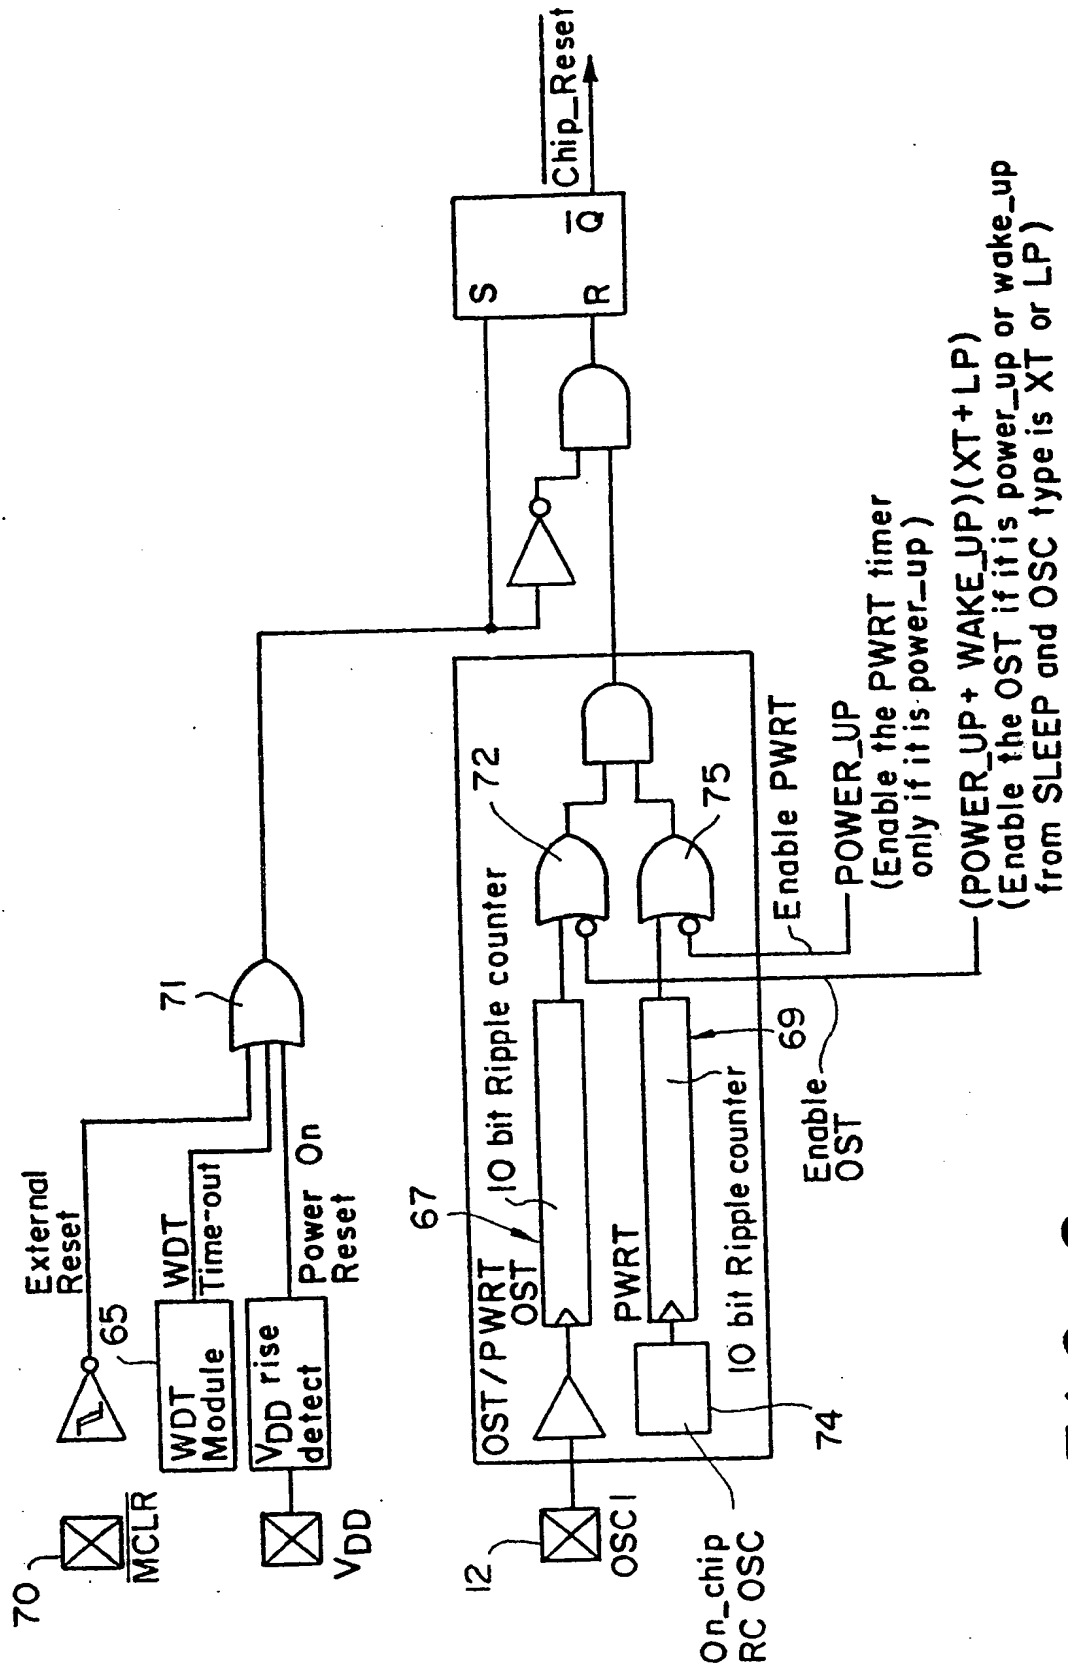 70
MCLR
External
Reset
65
WDT
Module
WDT
Time-out
VDD rise
detect
Power On
Reset
VDD
71
S
R
Q
Chip_Reset
OST/PWRT
67
OST
10 bit Ripple counter
72
12
OSC1
PWRT
69
10 bit Ripple counter
75
74
On_chip
RC OSC
Enable PWRT
POWER_UP
(Enable the PWRT timer
only if it is power_up)
Enable
OST
(POWER_UP + WAKE_UP)(XT+LP)
(Enable the OST if it is power_up or wake_up
from SLEEP and OSC type is XT or LP)